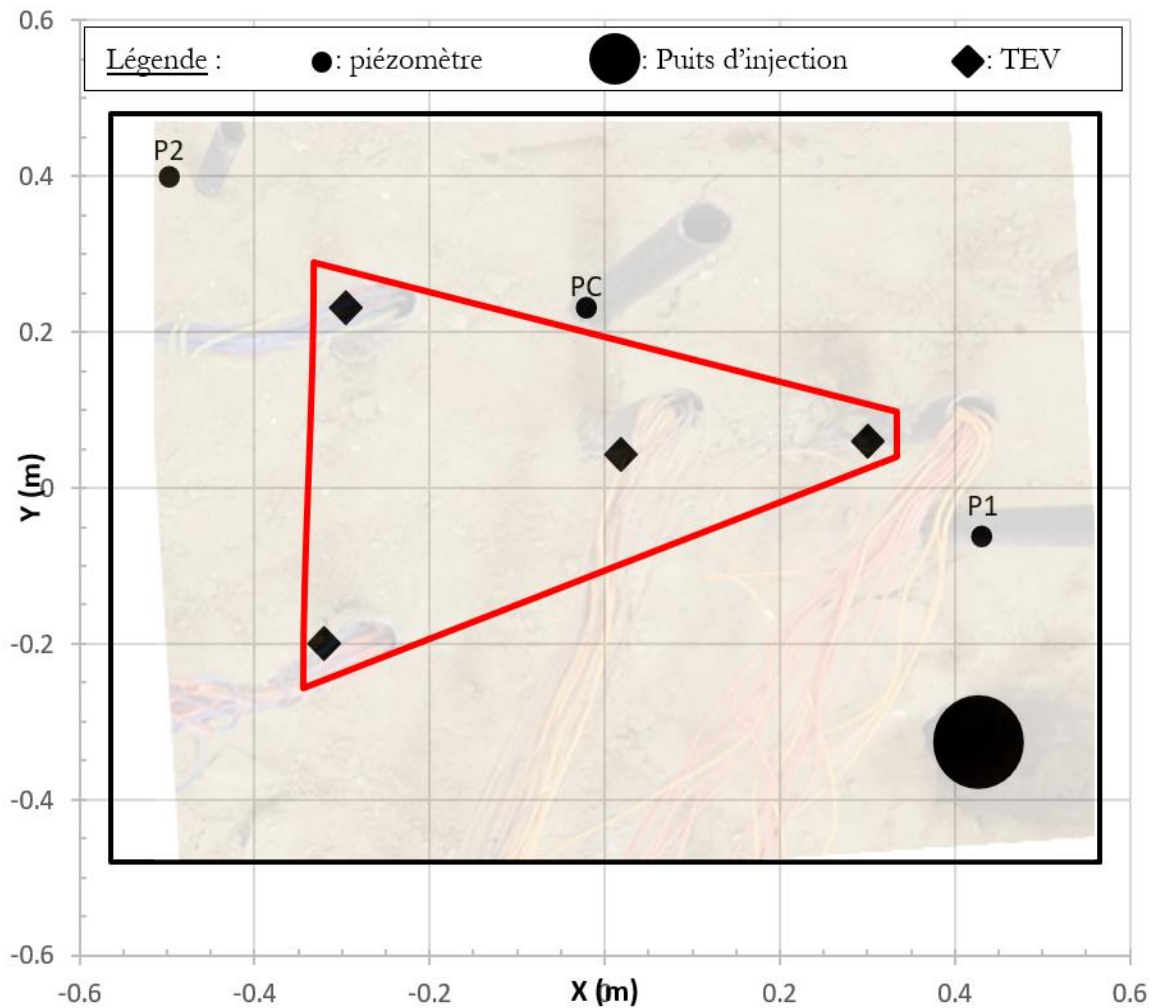 0.6
Légende : : piézomètre : Puits d'injection : TEV
P2
0.4
PC
0.2
P1
0
Y (m)
-0.2
-0.4
-0.6
-0.6 -0.4 -0.2 0 0.2 0.4 0.6
X (m)